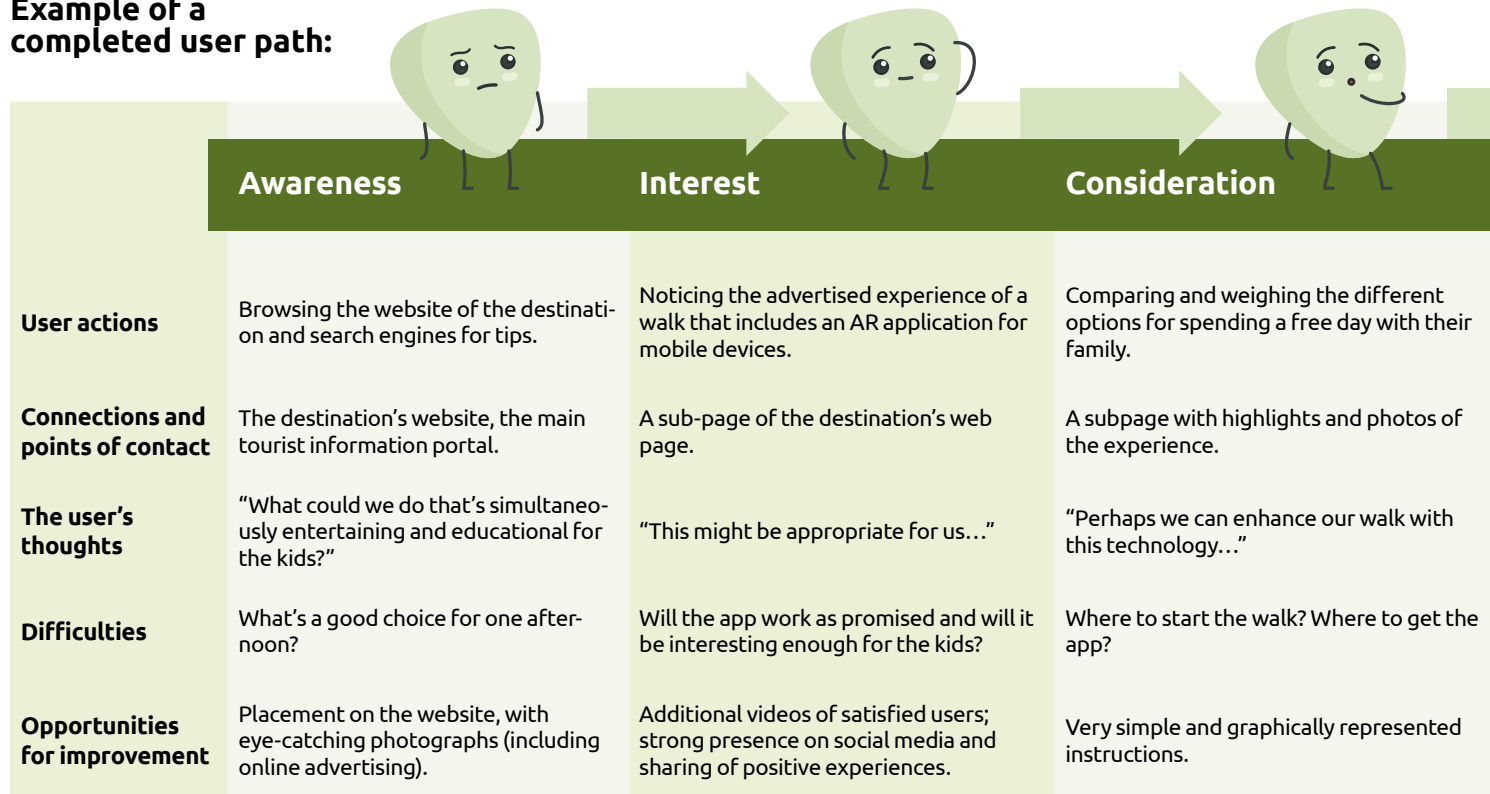 Example of a
completed user path:
Awareness
Interest
Consideration
User actions
Browsing the website of the destinati-
on and search engines for tips.
Noticing the advertised experience of a
walk that includes an AR application for
mobile devices.
Comparing and weighing the different
options for spending a free day with their
family.
Connections and
points of contact
The destination’s website, the main
tourist information portal.
A sub-page of the destination’s web
page.
A subpage with highlights and photos of
the experience.
The user’s
thoughts
“What could we do that’s simultaneo-
usly entertaining and educational for
the kids?”
“This might be appropriate for us…”
“Perhaps we can enhance our walk with
this technology…”
Difficulties
What’s a good choice for one after-
noon?
Will the app work as promised and will it
be interesting enough for the kids?
Where to start the walk? Where to get the
app?
Opportunities
for improvement
Placement on the website, with
eye-catching photographs (including
online advertising).
Additional videos of satisfied users;
strong presence on social media and
sharing of positive experiences.
Very simple and graphically represented
instructions.